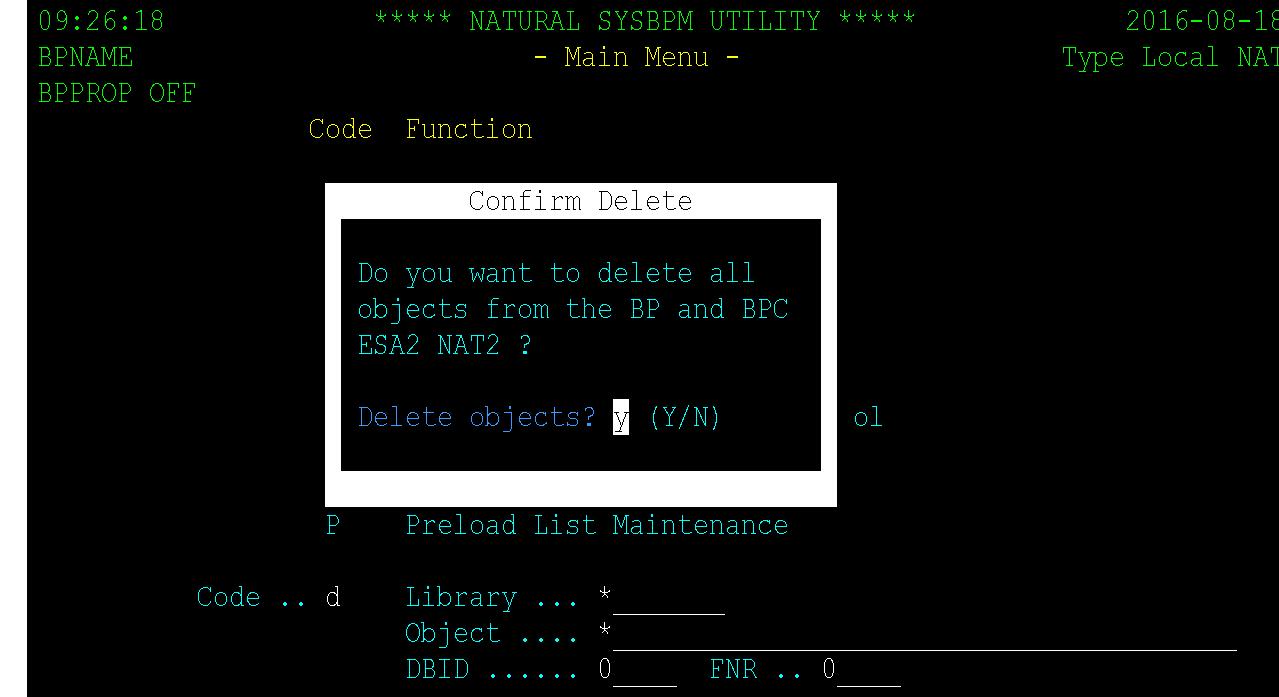 09:26:18 ***** NATURAL SYSBPM UTILITY ***** 2016-08-18
BPNAME - Main Menu - Type Local NAT
BPPROP OFF
Code Function
Confirm Delete
Do you want to delete all
objects from the BP and BPC
ESA2 NAT2 ?
Delete objects? y (Y/N) ol
P Preload List Maintenance
Code .. d Library ... *
Object .... *
DBID ...... 0 FNR .. 0